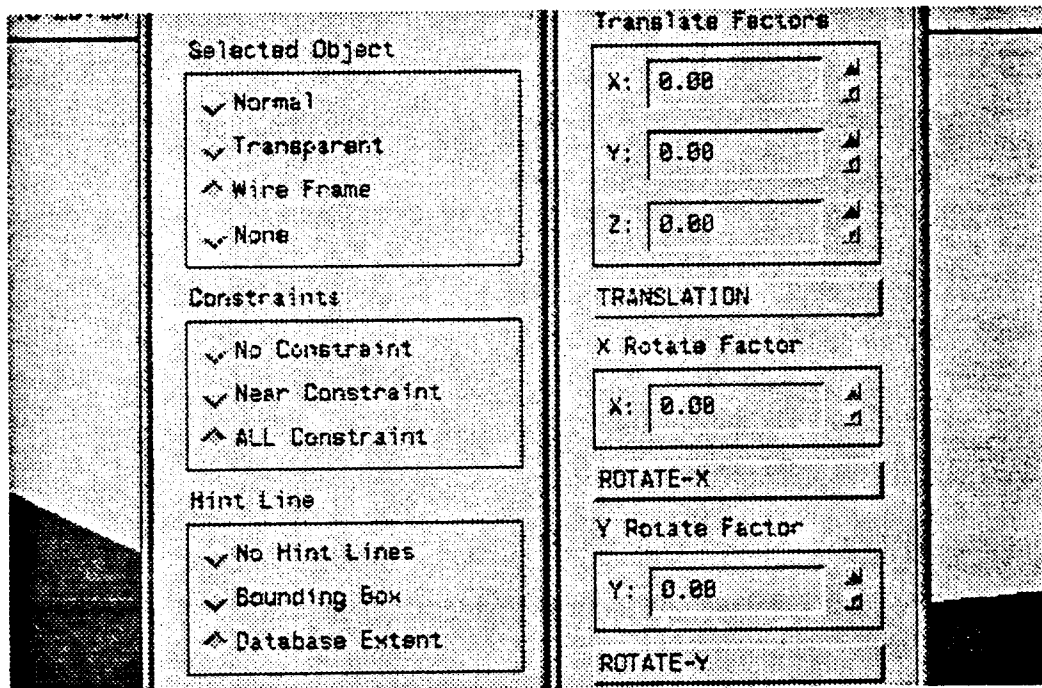 Selected Object
Normal
Transparent
Wire Frame
None
Constraints
No Constraint
Near Constraint
ALL Constraint
Hint Line
No Hint Lines
Bounding Box
Database Extent
Translate Factors
X: 0.00
Y: 0.00
Z: 0.00
TRANSLATION
X Rotate Factor
X: 0.00
ROTATE-X
Y Rotate Factor
Y: 0.00
ROTATE-Y